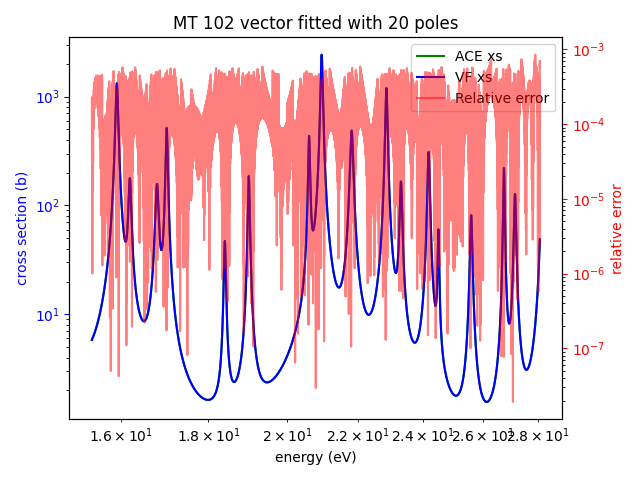 MT 102 vector fitted with 20 poles
ACE xs
VF xs
Relative error
cross section (b)
10³
10²
10¹
relative error
10⁻³
10⁻⁴
10⁻⁵
10⁻⁶
10⁻⁷
1.6 × 10¹ 1.8 × 10¹ 2 × 10¹ 2.2 × 10¹ 2.4 × 10¹ 2.6 × 10¹ 2.8 × 10¹
energy (eV)